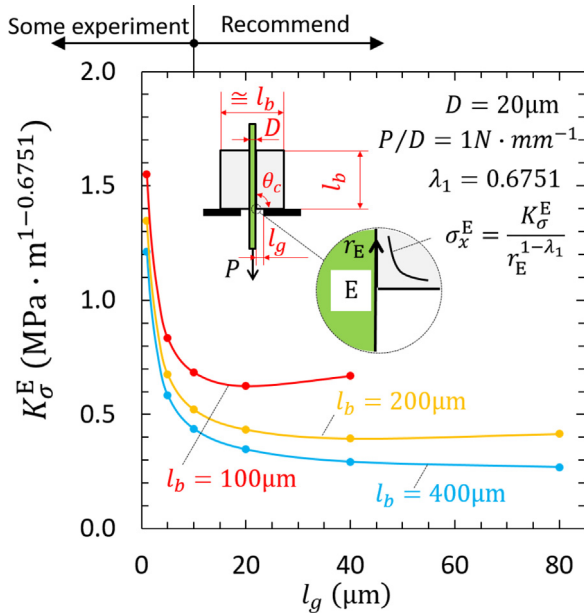 Some experiment
Recommend
K_σ^E (MPa · m^{1−0.6751})
2.0
1.5
1.0
0.5
0.0
≅ l_b
D
l_b
θ_c
l_g
P
r_E
E
D = 20μm
P/D = 1N · mm^{−1}
λ_1 = 0.6751
σ_x^E = K_σ^E / r_E^{1−λ_1}
l_b = 200μm
l_b = 100μm
l_b = 400μm
0
20
40
60
80
l_g (μm)